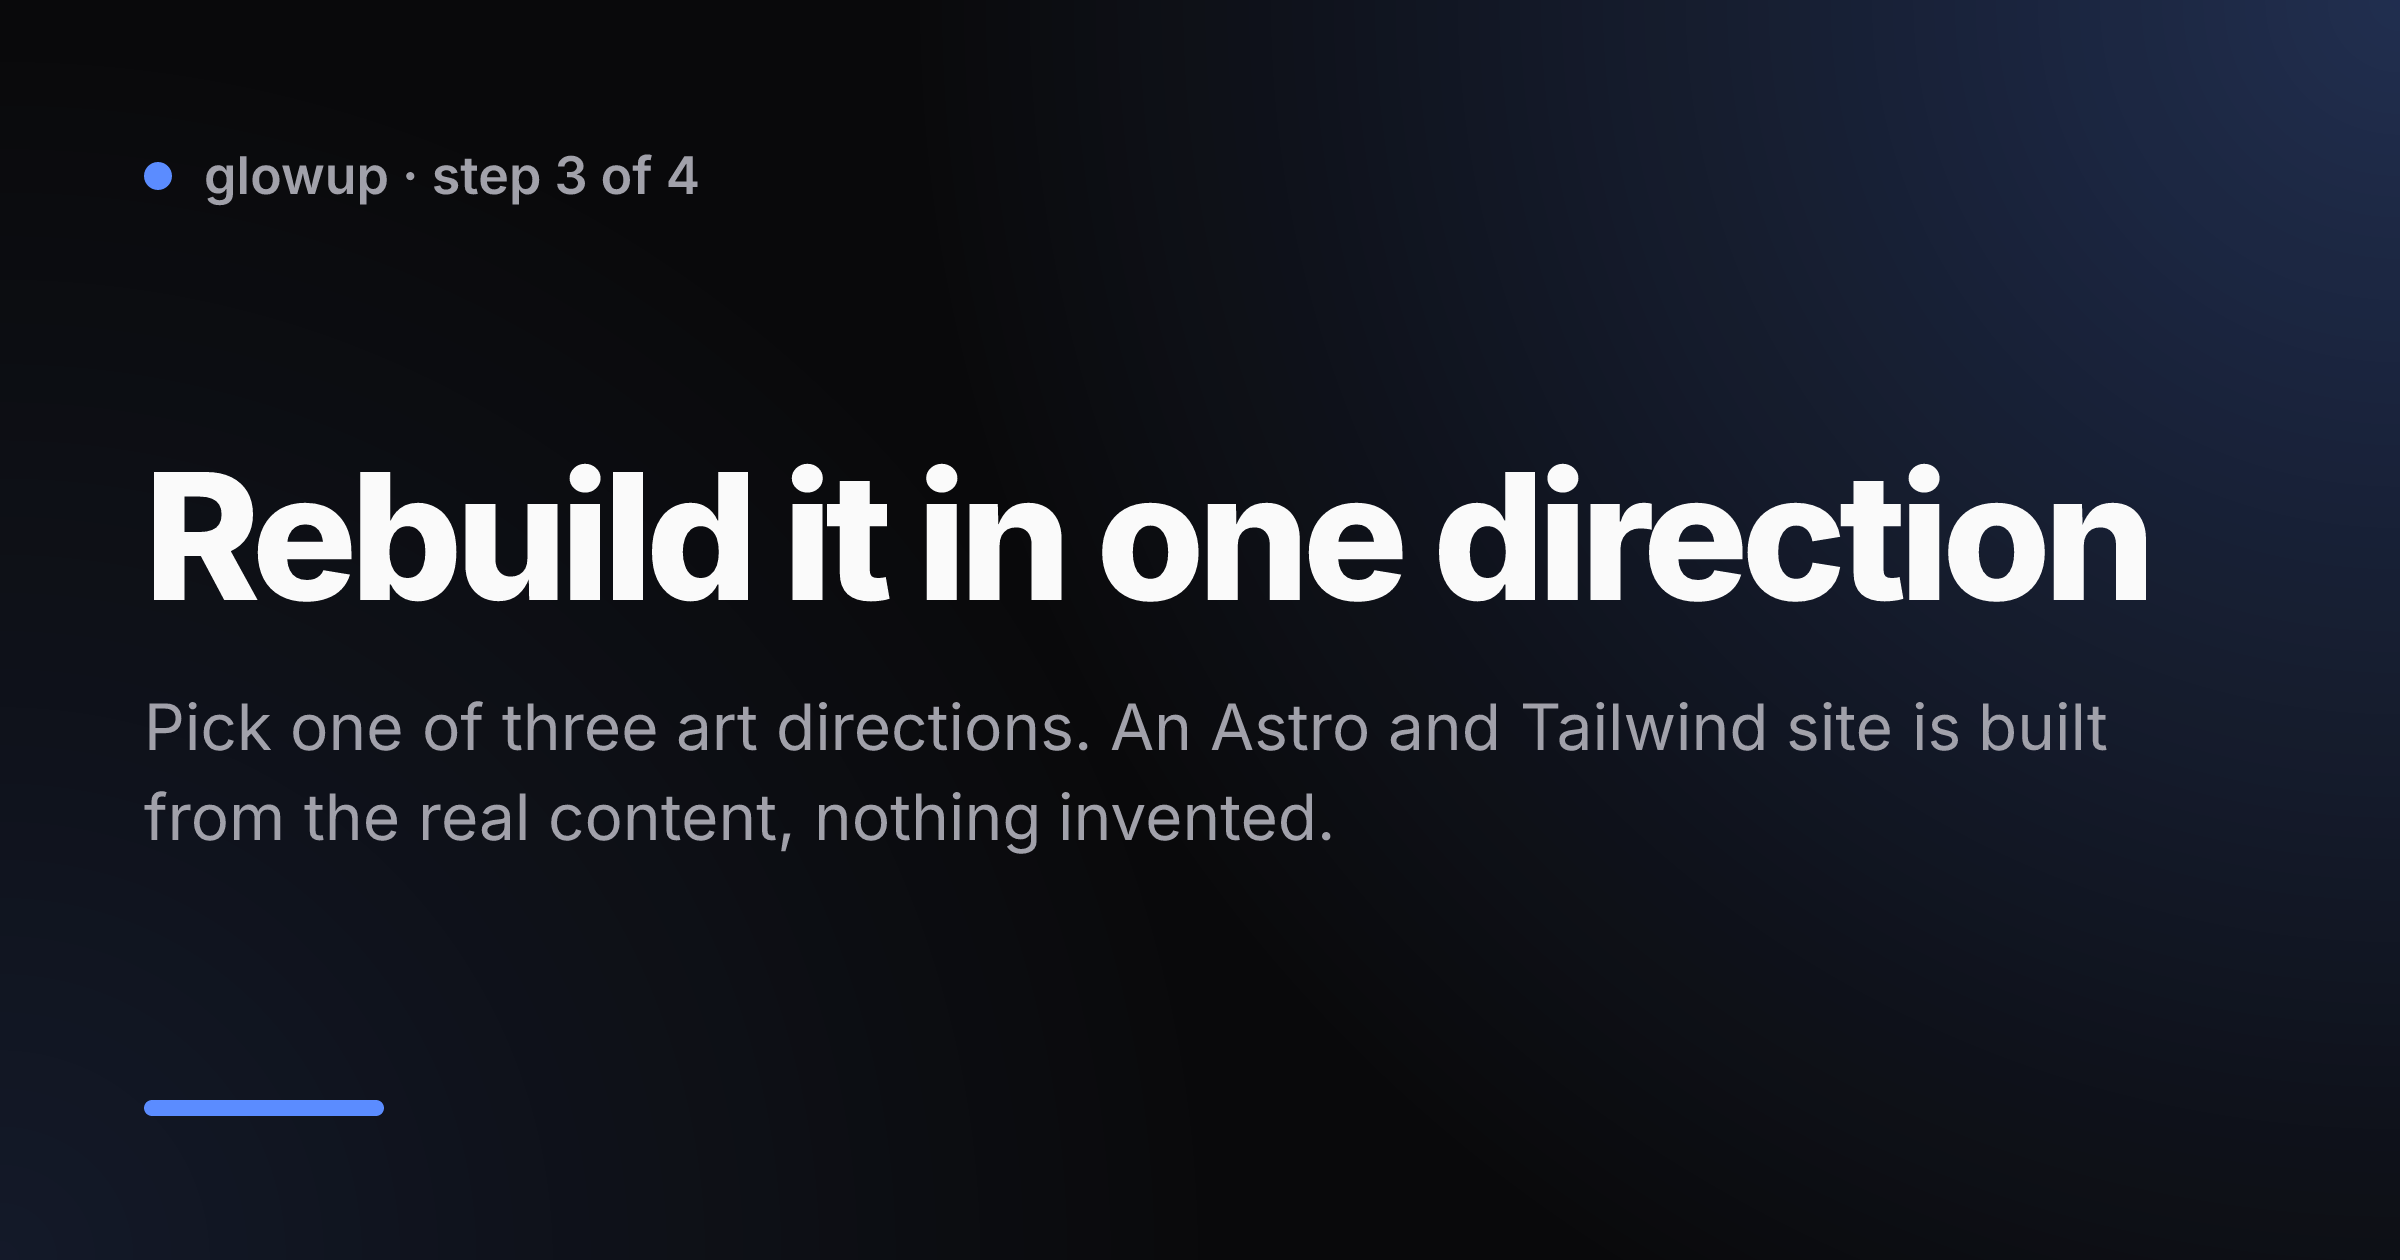 glowup · step 3 of 4
Rebuild it in one direction
Pick one of three art directions. An Astro and Tailwind site is built
from the real content, nothing invented.